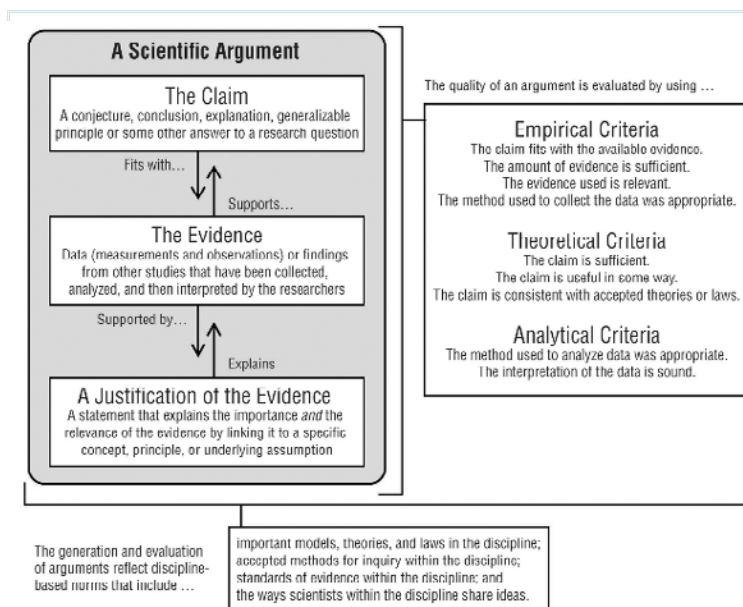 A Scientific Argument
The Claim
A conjecture, conclusion, explanation, generalizable
principle or some other answer to a research question
Fits with…
Supports…
The Evidence
Data (measurements and observations) or findings
from other studies that have been collected,
analyzed, and then interpreted by the researchers
Supported by…
Explains
A Justification of the Evidence
A statement that explains the importance and the
relevance of the evidence by linking it to a specific
concept, principle, or underlying assumption
The quality of an argument is evaluated by using …
Empirical Criteria
The claim fits with the available evidence.
The amount of evidence is sufficient.
The evidence used is relevant.
The method used to collect the data was appropriate.
Theoretical Criteria
The claim is sufficient.
The claim is useful in some way.
The claim is consistent with accepted theories or laws.
Analytical Criteria
The method used to analyze data was appropriate.
The interpretation of the data is sound.
The generation and evaluation
of arguments reflect discipline-
based norms that include …
important models, theories, and laws in the discipline;
accepted methods for inquiry within the discipline;
standards of evidence within the discipline; and
the ways scientists within the discipline share ideas.